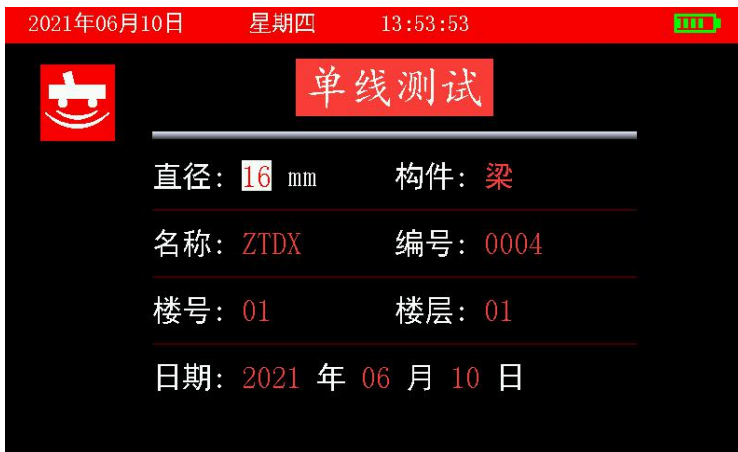 2021年06月10日 星期四 13:53:53
单线测试
直径: 16 mm 构件: 梁
名称: ZTDX 编号: 0004
楼号: 01 楼层: 01
日期: 2021 年 06 月 10 日